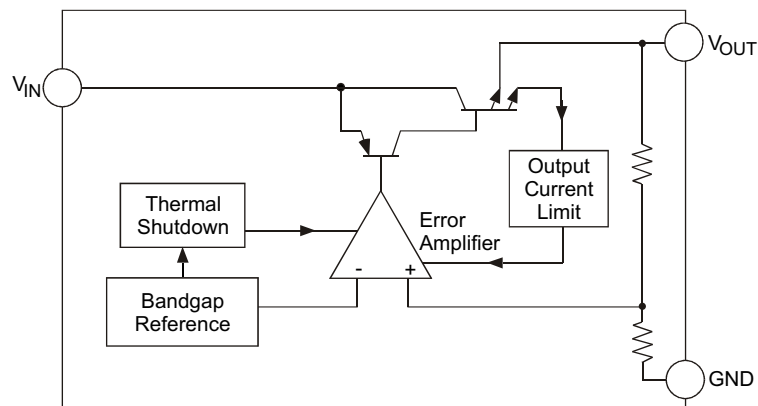 VOUT
VIN
Output
Current
Limit
Thermal
Shutdown
Error
Amplifier
- +
Bandgap
Reference
GND